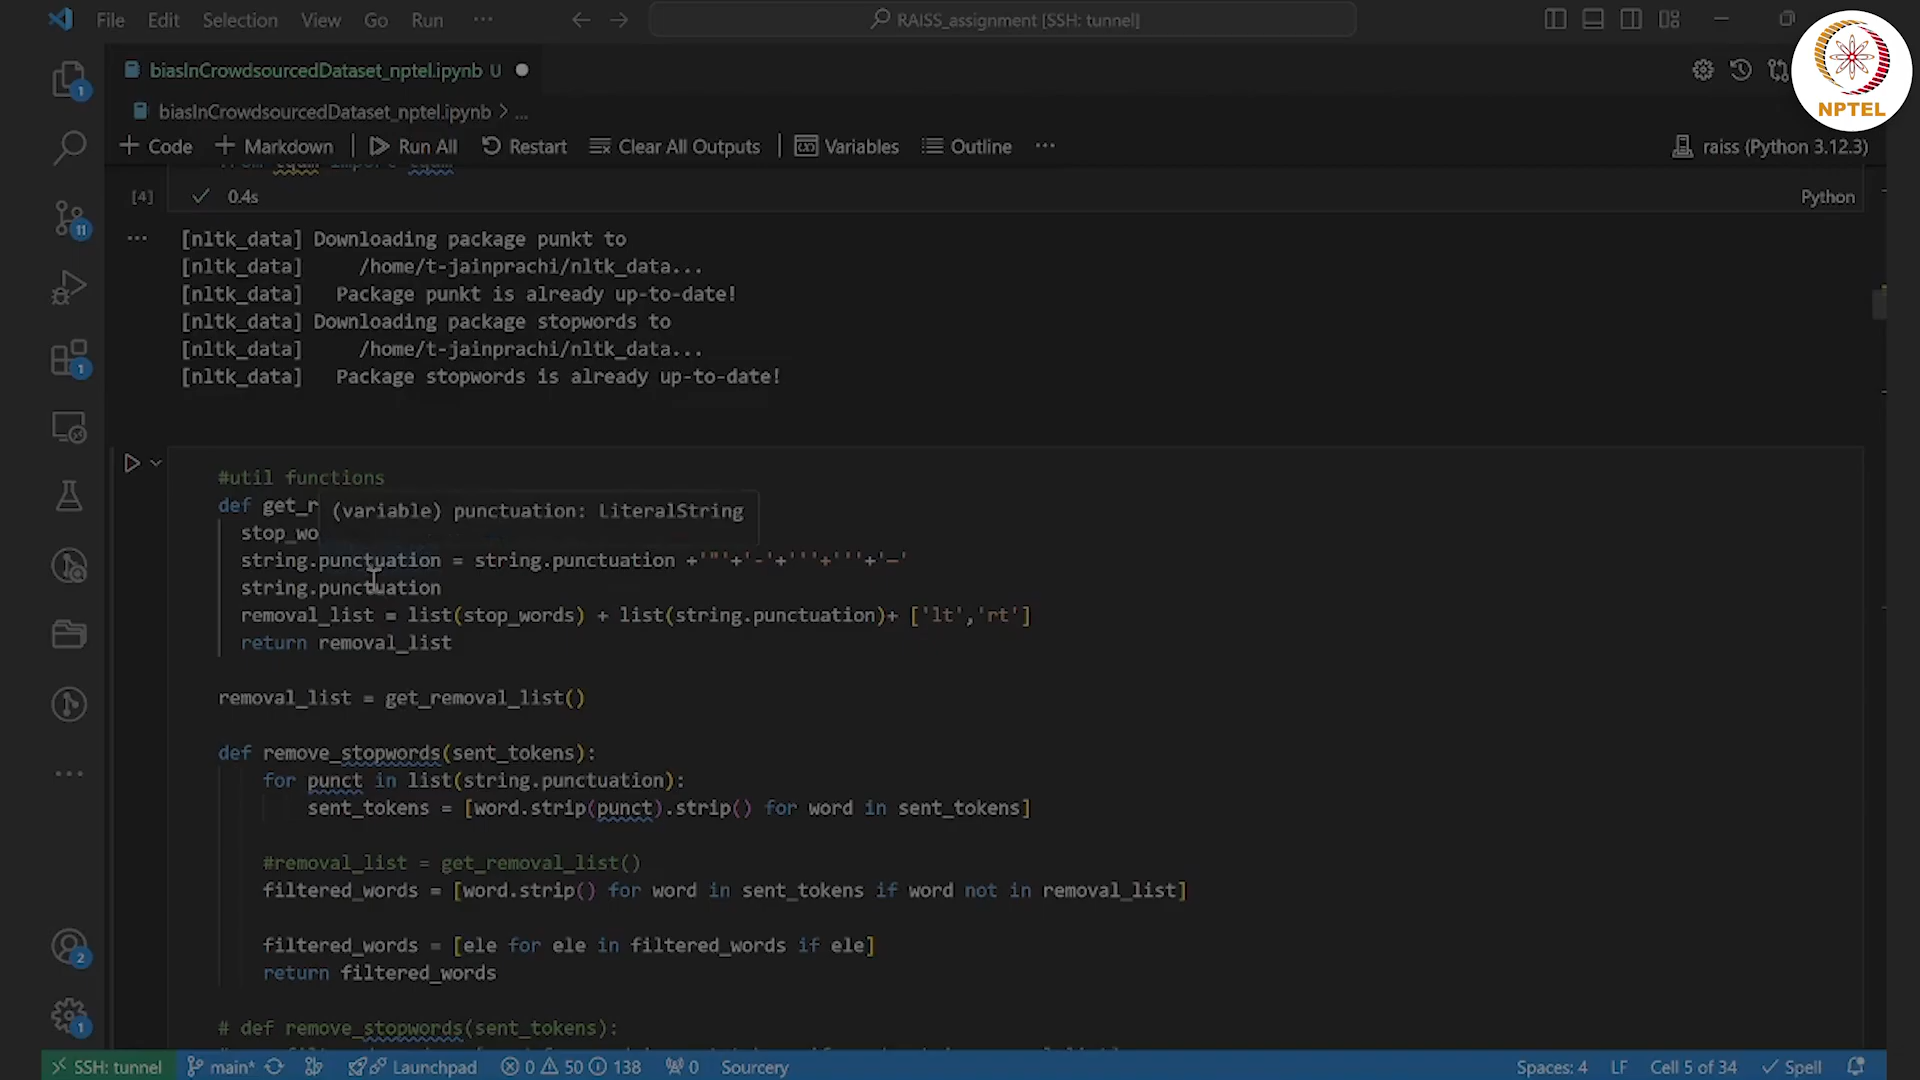 File Edit Selection View Go Run ···
RAISS_assignment [SSH: tunnel]
NPTEL
biasInCrowdsourcedDataset_nptel.ipynb U
biasInCrowdsourcedDataset_nptel.ipynb > ...
+ Code + Markdown | Run All Restart Clear All Outputs | Variables Outline ···
raiss (Python 3.12.3)
import
[4] ✓ 0.4s
Python
[nltk_data] Downloading package punkt to
[nltk_data]     /home/t-jainprachi/nltk_data...
[nltk_data]   Package punkt is already up-to-date!
[nltk_data] Downloading package stopwords to
[nltk_data]     /home/t-jainprachi/nltk_data...
[nltk_data]   Package stopwords is already up-to-date!
#util functions
def get_r
(variable) punctuation: LiteralString
stop_wo
string.punctuation = string.punctuation +'"'+'-'+'''+'''+'—'
string.punctuation
removal_list = list(stop_words) + list(string.punctuation)+ ['lt','rt']
return removal_list
removal_list = get_removal_list()
def remove_stopwords(sent_tokens):
for punct in list(string.punctuation):
sent_tokens = [word.strip(punct).strip() for word in sent_tokens]
#removal_list = get_removal_list()
filtered_words = [word.strip() for word in sent_tokens if word not in removal_list]
filtered_words = [ele for ele in filtered_words if ele]
return filtered_words
# def remove_stopwords(sent_tokens):
SSH: tunnel main* Launchpad 0 50 138 0 Sourcery
Spaces: 4 LF Cell 5 of 34 ✓ Spell